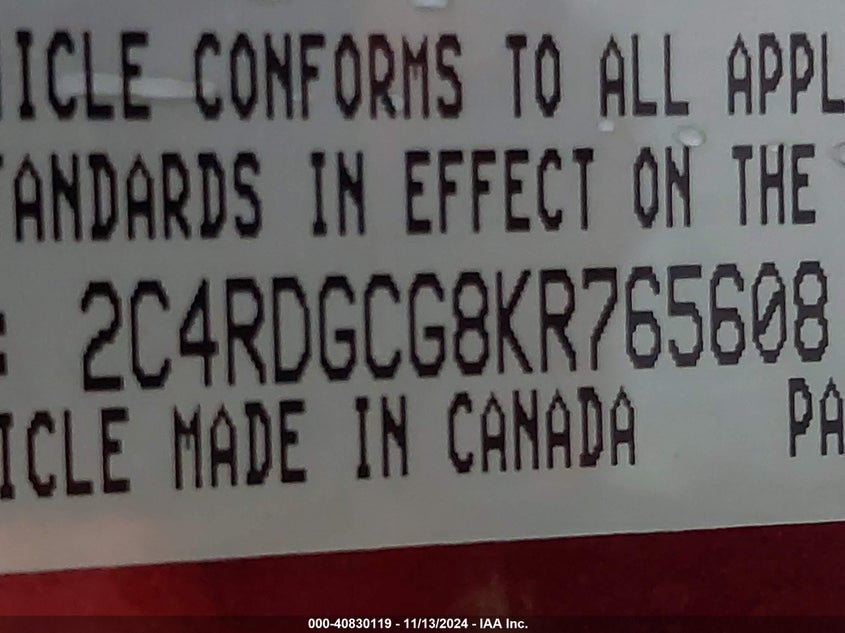 ICLE CONFORMS TO ALL APPL
TANDARDS IN EFFECT ON THE
: 2C4RDGCG8KR765608
ICLE MADE IN CANADA PA
000-40830119 - 11/13/2024 - IAA Inc.